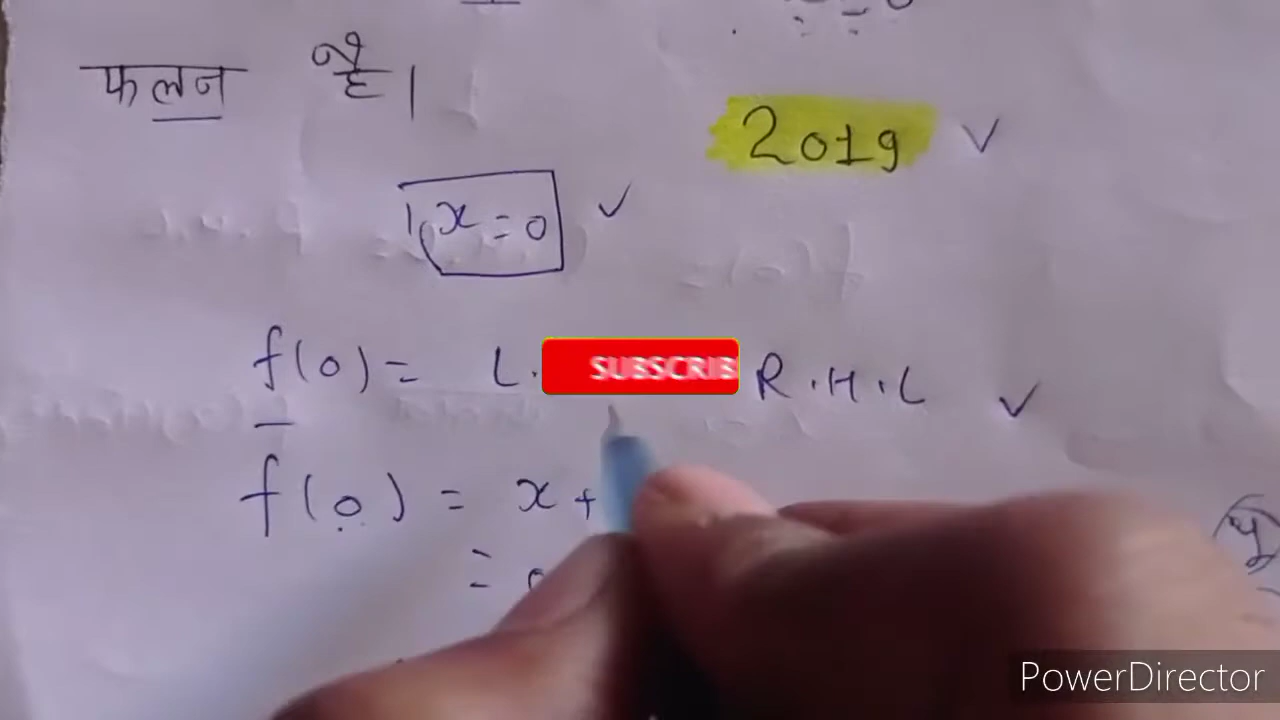 फलन है।
2019 ✓
x=0 ✓
f(0) = L. SUBSCRIB R.H.L ✓
f(0) = x+
=
PowerDirector